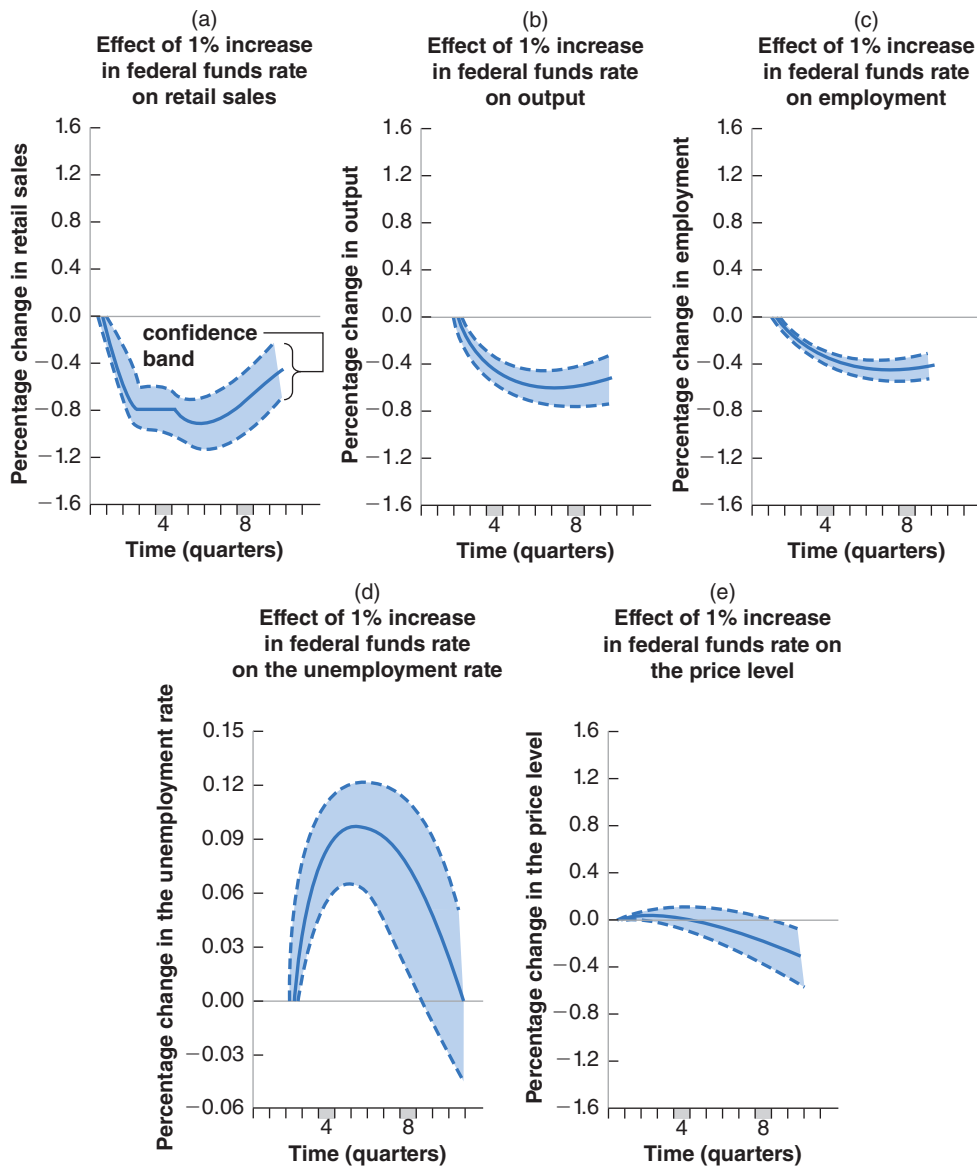 (a)
Effect of 1% increase
in federal funds rate
on retail sales
Percentage change in retail sales
1.6
1.2
0.8
0.4
0.0
−0.4
−0.8
−1.2
−1.6
confidence
band
4
8
Time (quarters)
(b)
Effect of 1% increase
in federal funds rate
on output
Percentage change in output
1.6
1.2
0.8
0.4
0.0
−0.4
−0.8
−1.2
−1.6
4
8
Time (quarters)
(c)
Effect of 1% increase
in federal funds rate
on employment
Percentage change in employment
1.6
1.2
0.8
0.4
0.0
−0.4
−0.8
−1.2
−1.6
4
8
Time (quarters)
(d)
Effect of 1% increase
in federal funds rate
on the unemployment rate
Percentage change in the unemployment rate
0.15
0.12
0.09
0.06
0.03
0.00
−0.03
−0.06
4
8
Time (quarters)
(e)
Effect of 1% increase
in federal funds rate on
the price level
Percentage change in the price level
1.6
1.2
0.8
0.4
0.0
−0.4
−0.8
−1.2
−1.6
4
8
Time (quarters)